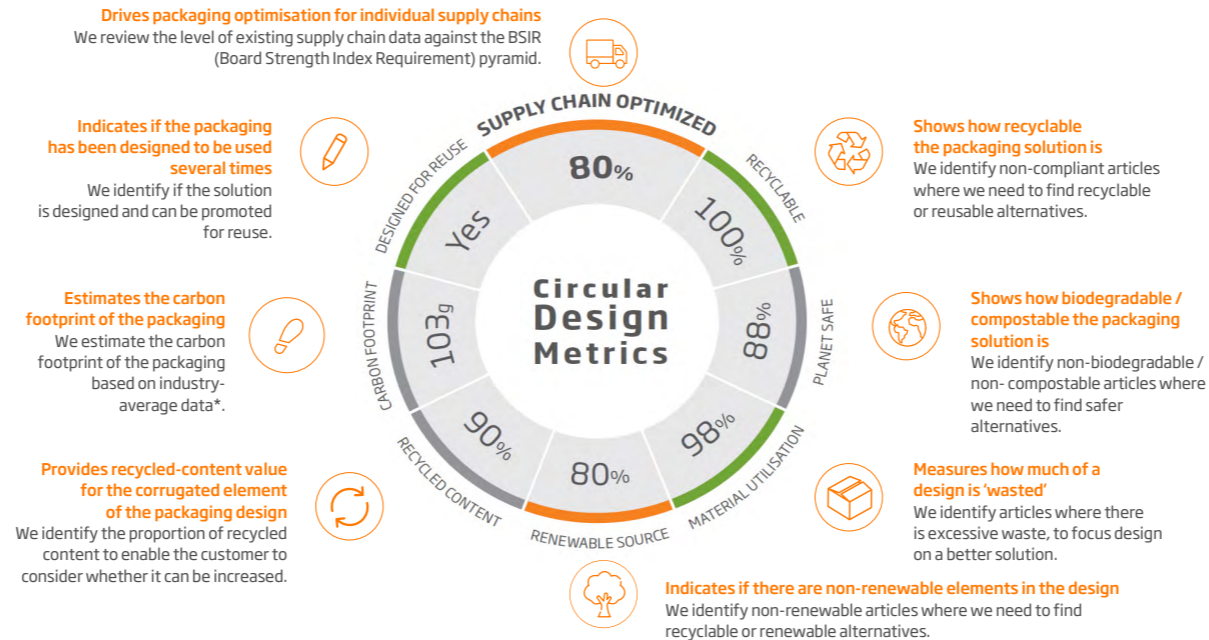 Drives packaging optimisation for individual supply chains
We review the level of existing supply chain data against the BSIR
(Board Strength Index Requirement) pyramid.
Indicates if the packaging
has been designed to be used
several times
We identify if the solution
is designed and can be promoted
for reuse.
Estimates the carbon
footprint of the packaging
We estimate the carbon
footprint of the packaging
based on industry-
average data*.
Provides recycled-content value
for the corrugated element
of the packaging design
We identify the proportion of recycled
content to enable the customer to
consider whether it can be increased.
SUPPLY CHAIN OPTIMIZED
80%
RECYCLABLE
100%
PLANET SAFE
88%
MATERIAL UTILISATION
98%
RENEWABLE SOURCE
80%
RECYCLED CONTENT
90%
CARBON FOOTPRINT
103g
DESIGNED FOR REUSE
Yes
Circular
Design
Metrics
Shows how recyclable
the packaging solution is
We identify non-compliant articles
where we need to find recyclable
or reusable alternatives.
Shows how biodegradable /
compostable the packaging
solution is
We identify non-biodegradable /
non- compostable articles where
we need to find safer
alternatives.
Measures how much of a
design is ‘wasted’
We identify articles where there
is excessive waste, to focus design
on a better solution.
Indicates if there are non-renewable elements in the design
We identify non-renewable articles where we need to find
recyclable or renewable alternatives.